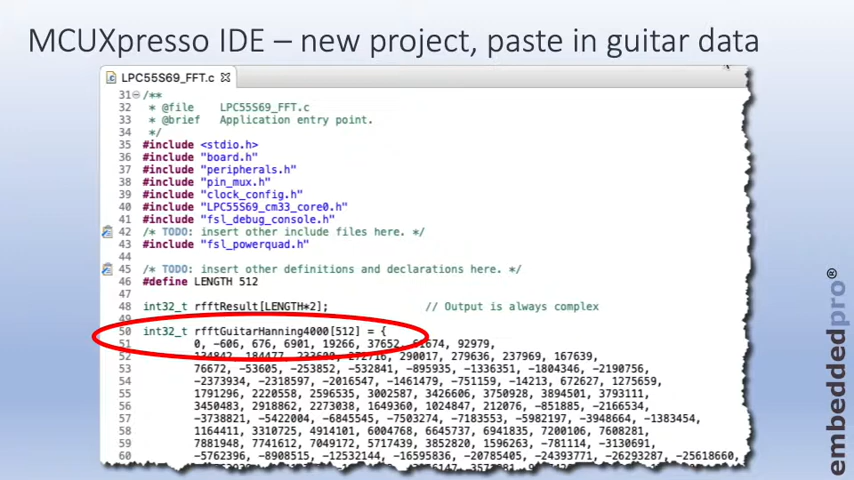 MCUXpresso IDE – new project, paste in guitar data
LPC55S69_FFT.c
31 /**
32 * @file LPC55S69_FFT.c
33 * @brief Application entry point.
34 */
35 #include <stdio.h>
36 #include "board.h"
37 #include "peripherals.h"
38 #include "pin_mux.h"
39 #include "clock_config.h"
40 #include "LPC55S69_cm33_core0.h"
41 #include "fsl_debug_console.h"
42 /* TODO: insert other include files here. */
43 #include "fsl_powerquad.h"
44
45 /* TODO: insert other definitions and declarations here. */
46 #define LENGTH 512
47
48 int32_t rfftResult[LENGTH*2]; // Output is always complex
49
50 int32_t rfftGuitarHanning4000[512] = {
51 0, -606, 676, 6901, 19266, 37652, 61674, 92979,
52 134842, 184477, 233600, 272716, 290017, 279636, 237969, 167639,
53 76672, -53605, -253852, -532841, -895935, -1336351, -1804346, -2190756,
54 -2373934, -2318597, -2016547, -1461479, -751159, -14213, 672627, 1275659,
55 1791296, 2220558, 2596535, 3002587, 3426606, 3750928, 3894501, 3793111,
56 3450483, 2918862, 2273038, 1649360, 1024847, 212076, -851885, -2166534,
57 -3738821, -5422004, -6845545, -7503274, -7183553, -5982197, -3948664, -1383454,
58 1164411, 3310725, 4914101, 6004768, 6645737, 6941835, 7200106, 7608281,
59 7881948, 7741612, 7049172, 5717439, 3852820, 1596263, -781114, -3130691,
60 -5762396, -8908515, -12532144, -16595836, -20785405, -24393771, -26293287, -25618660,
embeddedpro®